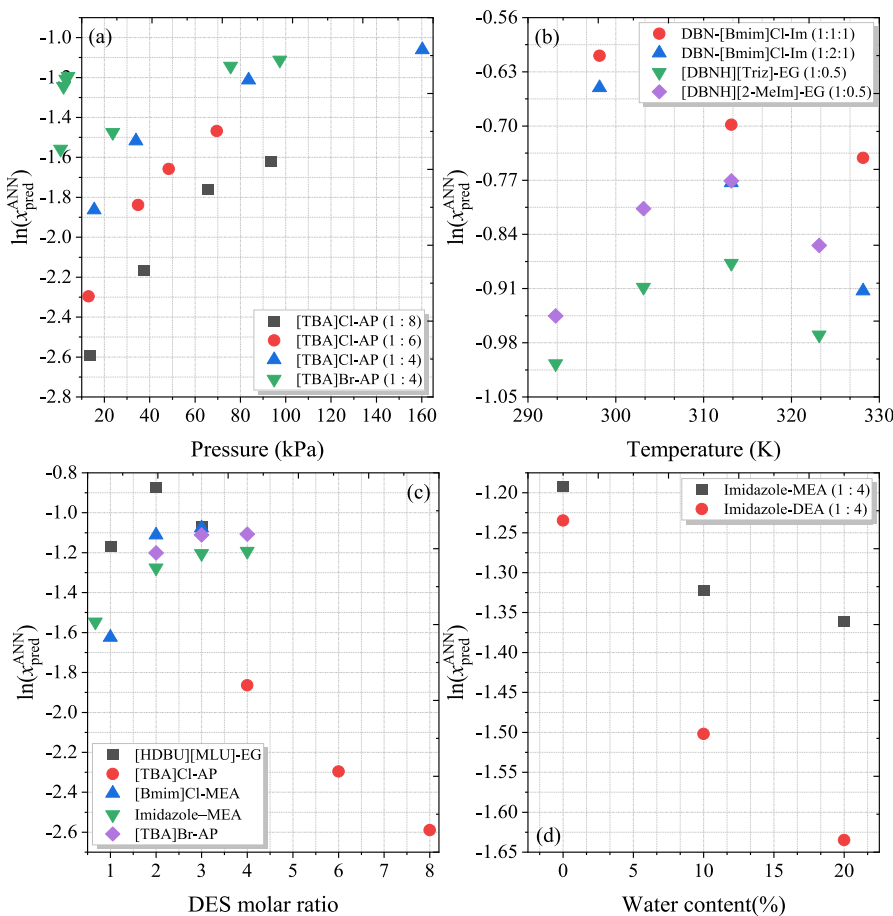 (a)
-1.0
-1.2
-1.4
-1.6
-1.8
-2.0
-2.2
-2.4
-2.6
-2.8
ln(x_pred^ANN)
[TBA]Cl-AP (1 : 8)
[TBA]Cl-AP (1 : 6)
[TBA]Cl-AP (1 : 4)
[TBA]Br-AP (1 : 4)
0 20 40 60 80 100 120 140 160
Pressure (kPa)
(b)
-0.56
-0.63
-0.70
-0.77
-0.84
-0.91
-0.98
-1.05
ln(x_pred^ANN)
DBN-[Bmim]Cl-Im (1:1:1)
DBN-[Bmim]Cl-Im (1:2:1)
[DBNH][Triz]-EG (1:0.5)
[DBNH][2-MeIm]-EG (1:0.5)
290 300 310 320 330
Temperature (K)
(c)
-0.8
-1.0
-1.2
-1.4
-1.6
-1.8
-2.0
-2.2
-2.4
-2.6
ln(x_pred^ANN)
[HDBU][MLU]-EG
[TBA]Cl-AP
[Bmim]Cl-MEA
Imidazole–MEA
[TBA]Br-AP
1 2 3 4 5 6 7 8
DES molar ratio
-1.20
-1.25
-1.30
-1.35
-1.40
-1.45
-1.50
-1.55
-1.60
-1.65
ln(x_pred^ANN)
Imidazole-MEA (1 : 4)
Imidazole-DEA (1 : 4)
(d)
0 5 10 15 20
Water content(%)